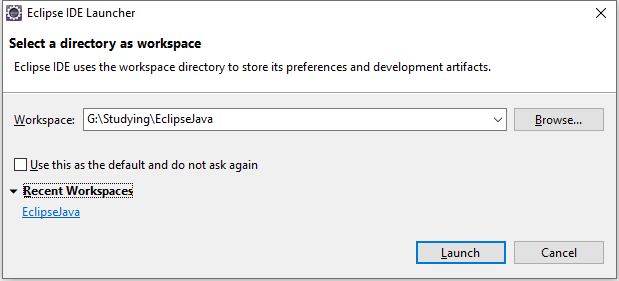 Eclipse IDE Launcher
Select a directory as workspace
Eclipse IDE uses the workspace directory to store its preferences and development artifacts.
Workspace: G:\Studying\EclipseJava Browse...
Use this as the default and do not ask again
Recent Workspaces
EclipseJava
Launch Cancel